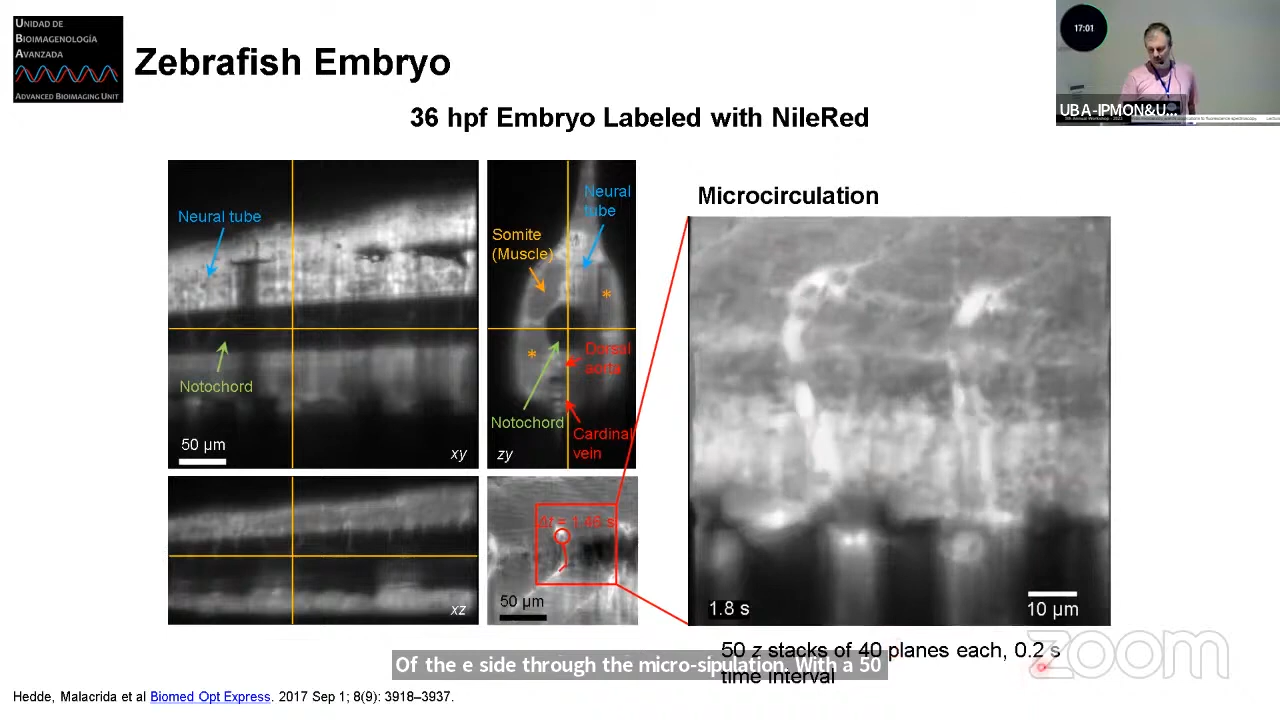 UNIDAD DE
BIOIMAGENOLOGÍA
AVANZADA
ADVANCED BIOIMAGING UNIT
Zebrafish Embryo
17:01
UBA-IPMON&U...
36 hpf Embryo Labeled with NileRed
Neural tube
Notochord
50 µm
xy
Neural
tube
Somite
(Muscle)
*
*
Dorsal
aorta
Notochord
Cardinal
vein
zy
xz
50 µm
Microcirculation
1.8 s
10 µm
50 z stacks of 40 planes each, 0.2 s
time interval
zoom
Of the e side through the micro-sipulation. With a 50
Hedde, Malacrida et al Biomed Opt Express. 2017 Sep 1; 8(9): 3918–3937.